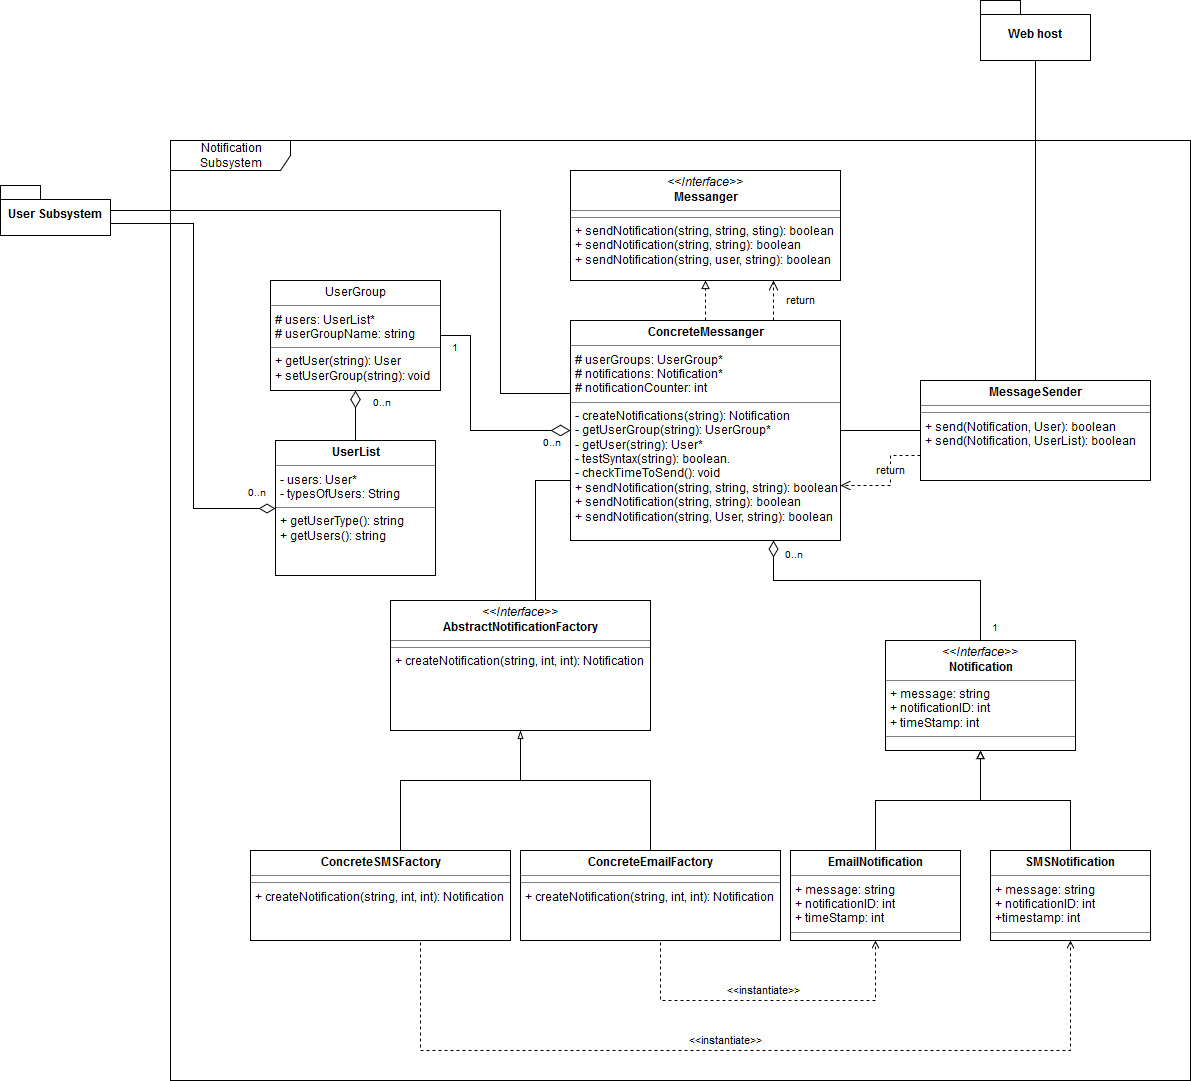 Web host
Notification
Subsystem
User Subsystem
<<Interface>>
Messanger
+ sendNotification(string, string, sting): boolean
+ sendNotification(string, string): boolean
+ sendNotification(string, user, string): boolean
return
UserGroup
# users: UserList*
# userGroupName: string
+ getUser(string): User
+ setUserGroup(string): void
1
0..n
ConcreteMessanger
# userGroups: UserGroup*
# notifications: Notification*
# notificationCounter: int
- createNotifications(string): Notification
- getUserGroup(string): UserGroup*
- getUser(string): User*
- testSyntax(string): boolean.
- checkTimeToSend(): void
+ sendNotification(string, string, string): boolean
+ sendNotification(string, string): boolean
+ sendNotification(string, User, string): boolean
0..n
0..n
MessageSender
+ send(Notification, User): boolean
+ send(Notification, UserList): boolean
return
UserList
- users: User*
- typesOfUsers: String
+ getUserType(): string
+ getUsers(): string
0..n
<<Interface>>
AbstractNotificationFactory
+ createNotification(string, int, int): Notification
1
<<Interface>>
Notification
+ message: string
+ notificationID: int
+ timeStamp: int
ConcreteSMSFactory
+ createNotification(string, int, int): Notification
ConcreteEmailFactory
+ createNotification(string, int, int): Notification
EmailNotification
+ message: string
+ notificationID: int
+ timeStamp: int
SMSNotification
+ message: string
+ notificationID: int
+timestamp: int
<<instantiate>>
<<instantiate>>